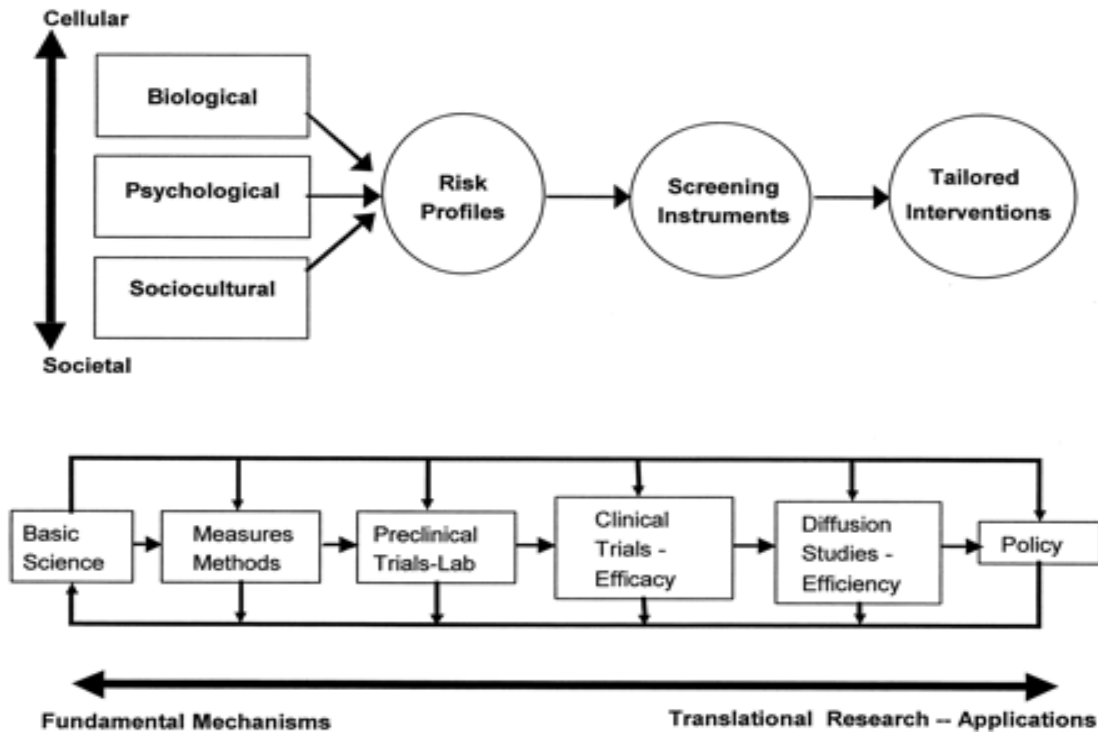 Cellular
Biological
Psychological
Sociocultural
Societal
Risk
Profiles
Screening
Instruments
Tailored
Interventions
Basic
Science
Measures
Methods
Preclinical
Trials-Lab
Clinical
Trials -
Efficacy
Diffusion
Studies -
Efficiency
Policy
Fundamental Mechanisms
Translational Research -- Applications